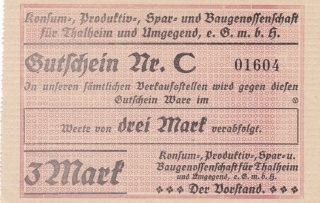 Konsum-, Produktiv-, Spar- und Baugenossenschaft
für Thalheim und Umgegend, e. G. m. b. H.
Gutschein Nr. C 01604
In unseren sämtlichen Verkaufsstellen wird gegen diesen
Gutschein Ware im
Werte von drei Mark verabfolgt.
3 Mark
Konsum-, Produktiv-, Spar- u.
Baugenossenschaft für Thalheim
und Umgegend, e. G. m. b. H.
Der Vorstand.